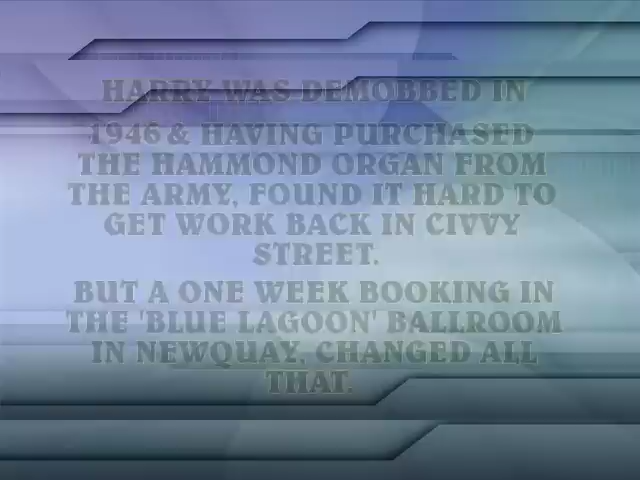 HARRY WAS DEMOBBED IN
1946 & HAVING PURCHASED
THE HAMMOND ORGAN FROM
THE ARMY, FOUND IT HARD TO
GET WORK BACK IN CIVVY
STREET.
BUT A ONE WEEK BOOKING IN
THE 'BLUE LAGOON' BALLROOM
IN NEWQUAY, CHANGED ALL
THAT.